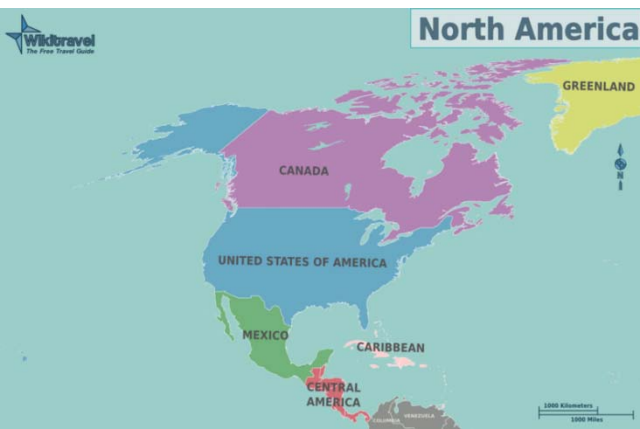 Wikitravel
The Free Travel Guide
North America
GREENLAND
N
CANADA
UNITED STATES OF AMERICA
MEXICO
CARIBBEAN
CENTRAL
AMERICA
COLOMBIA
VENEZUELA
1000 Kilometers
1000 Miles